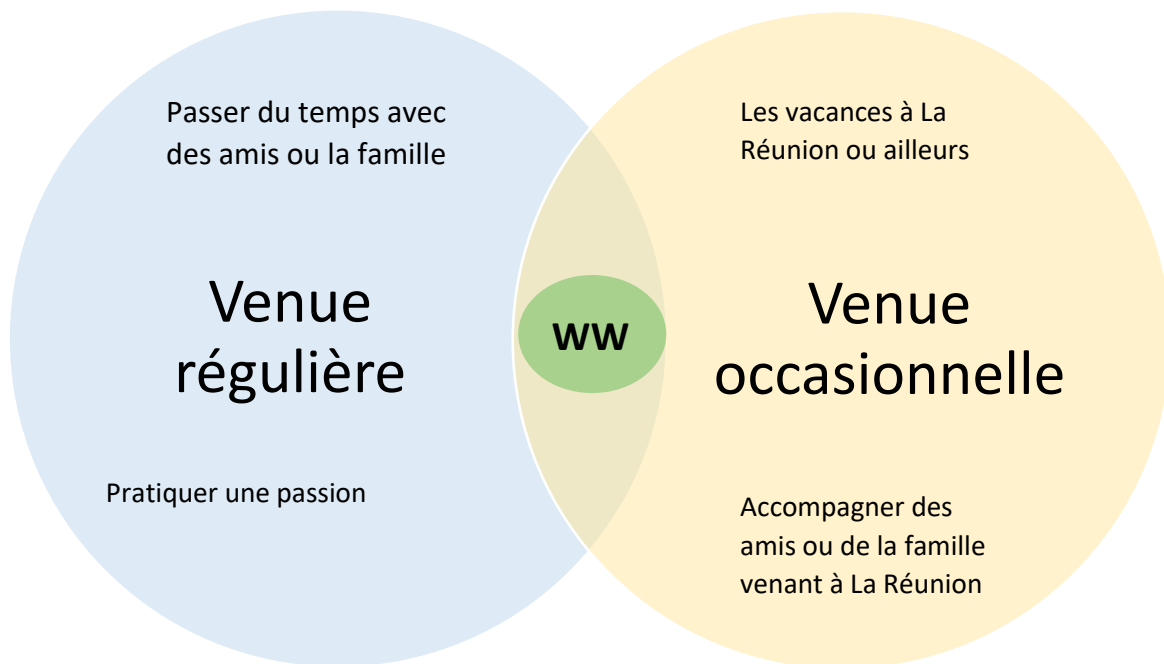 Passer du temps avec
des amis ou la famille
Venue
régulière
Pratiquer une passion
WW
Les vacances à La
Réunion ou ailleurs
Venue
occasionnelle
Accompagner des
amis ou de la famille
venant à La Réunion